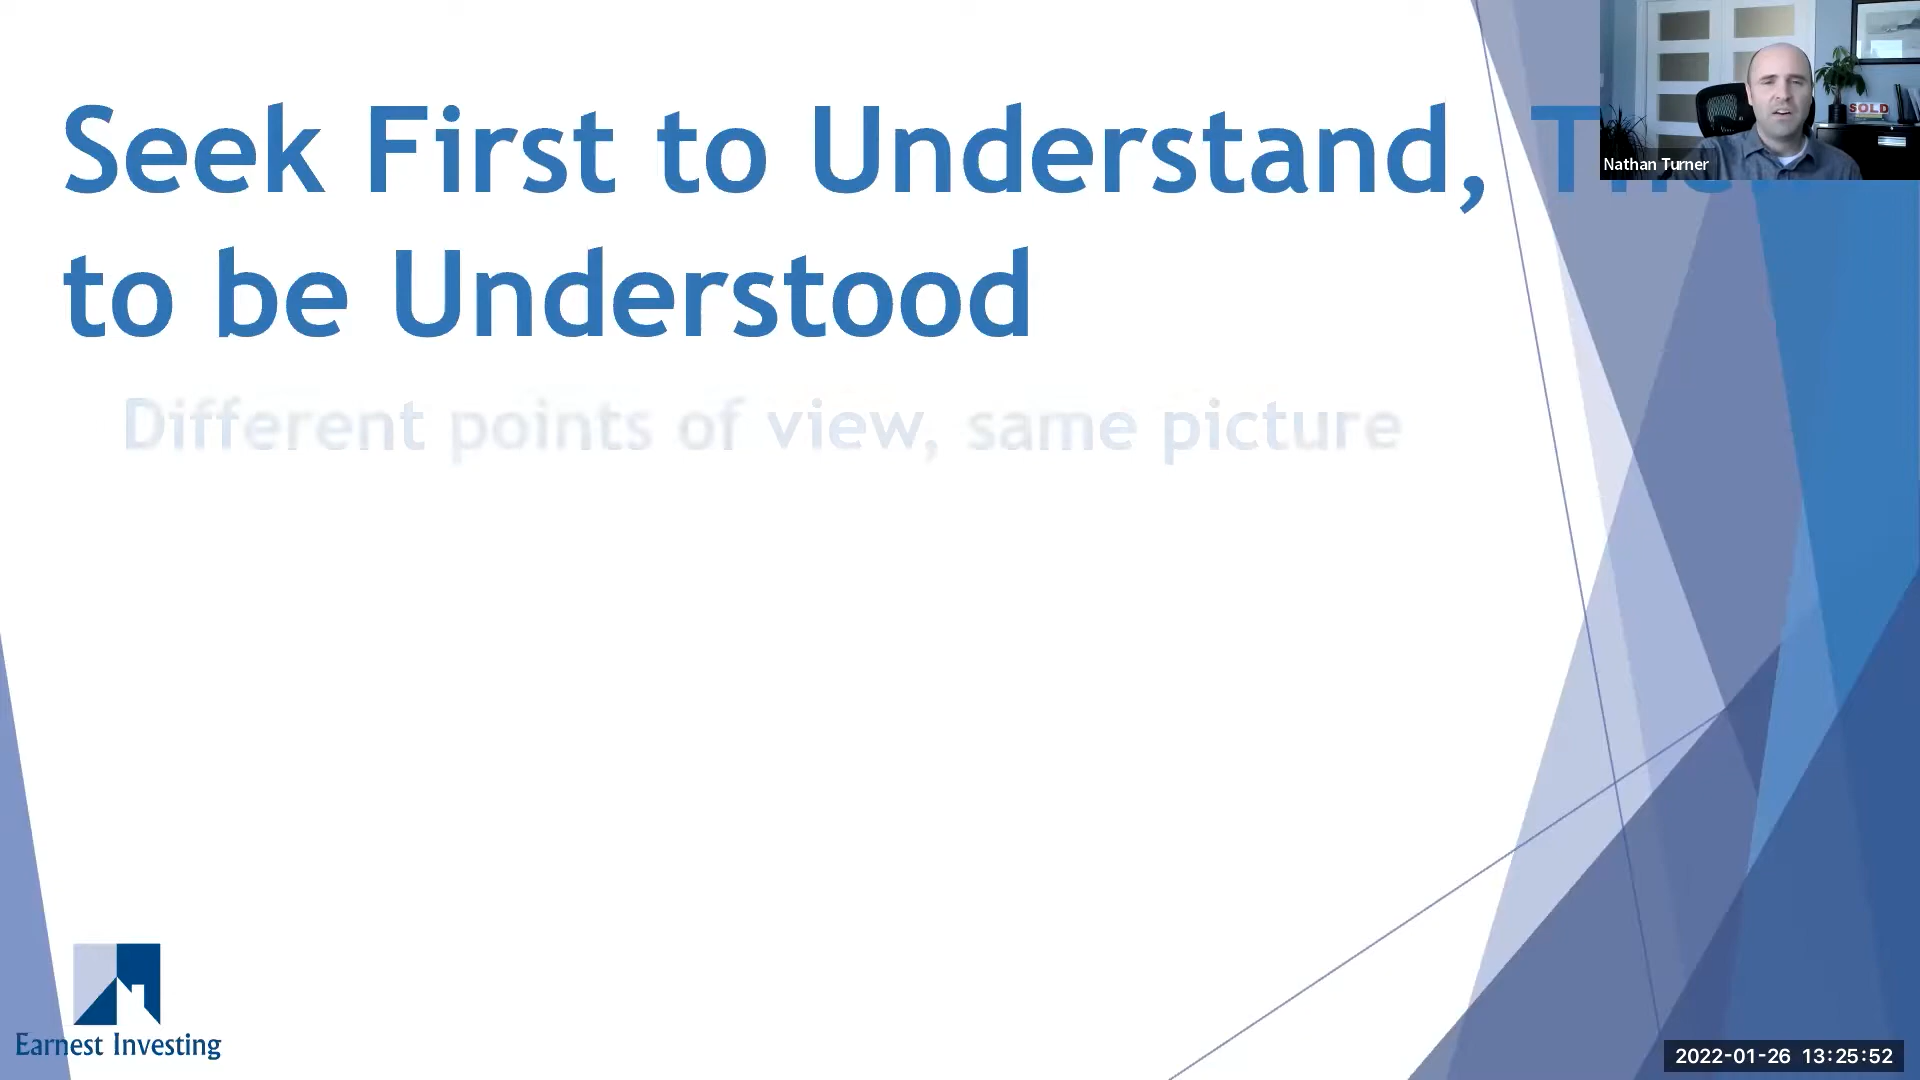 Seek First to Understand,
to be Understood
Different points of view, same picture
Nathan Turner
SOLD
Earnest Investing
2022-01-26 13:25:52